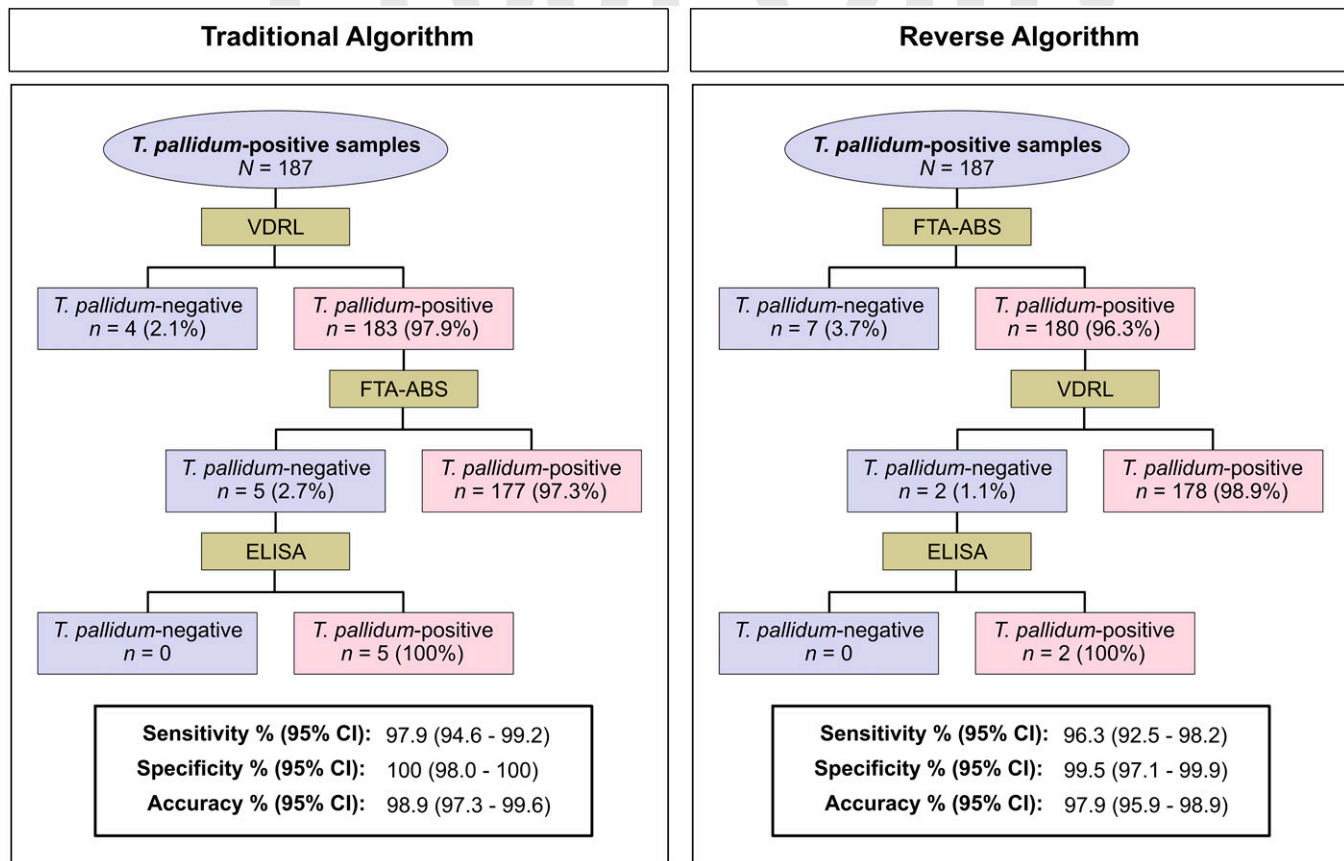 Traditional Algorithm
T. pallidum-positive samples
N = 187
VDRL
T. pallidum-negative
n = 4 (2.1%)
T. pallidum-positive
n = 183 (97.9%)
FTA-ABS
T. pallidum-negative
n = 5 (2.7%)
T. pallidum-positive
n = 177 (97.3%)
ELISA
T. pallidum-negative
n = 0
T. pallidum-positive
n = 5 (100%)
Sensitivity % (95% CI): 97.9 (94.6 - 99.2)
Specificity % (95% CI): 100 (98.0 - 100)
Accuracy % (95% CI): 98.9 (97.3 - 99.6)
Reverse Algorithm
T. pallidum-positive samples
N = 187
FTA-ABS
T. pallidum-negative
n = 7 (3.7%)
T. pallidum-positive
n = 180 (96.3%)
VDRL
T. pallidum-negative
n = 2 (1.1%)
T. pallidum-positive
n = 178 (98.9%)
ELISA
T. pallidum-negative
n = 0
T. pallidum-positive
n = 2 (100%)
Sensitivity % (95% CI): 96.3 (92.5 - 98.2)
Specificity % (95% CI): 99.5 (97.1 - 99.9)
Accuracy % (95% CI): 97.9 (95.9 - 98.9)